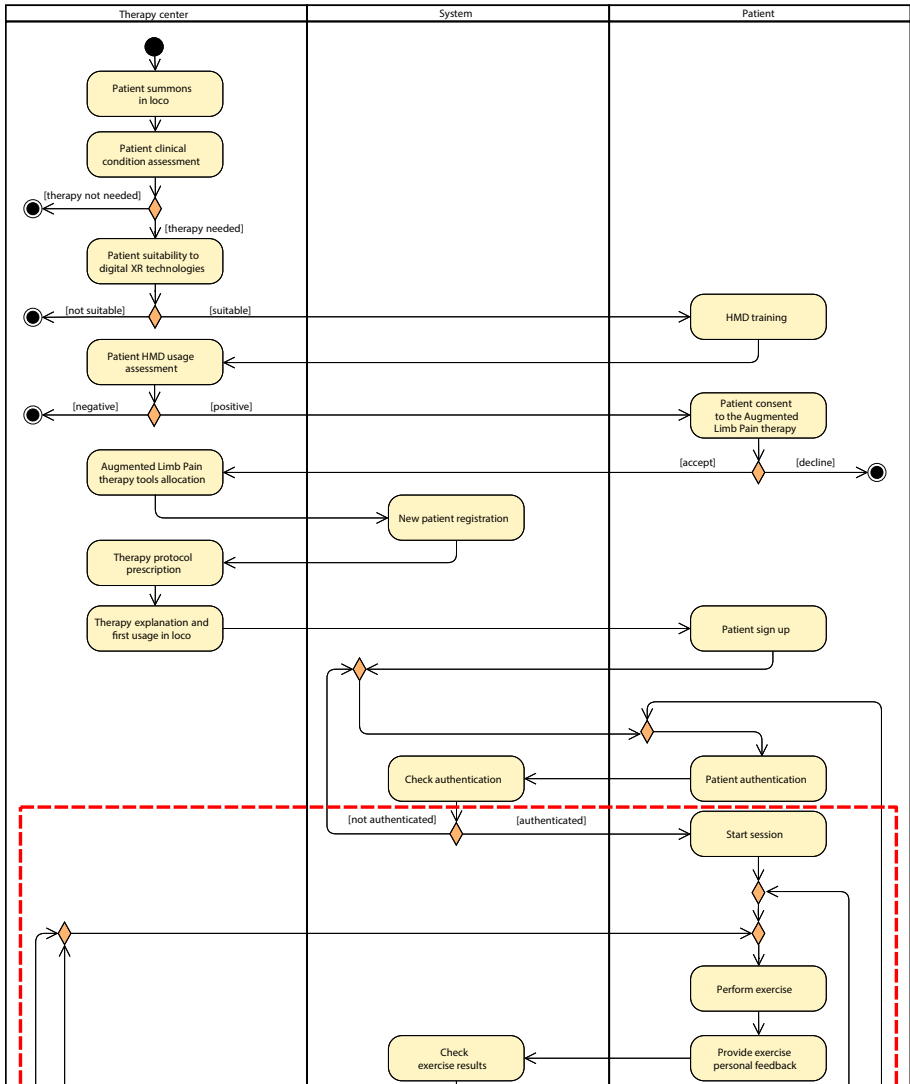 Therapy center
System
Patient
Patient summons
in loco
Patient clinical
condition assessment
[therapy not needed]
[therapy needed]
Patient suitability to
digital XR technologies
[not suitable]
[suitable]
HMD training
Patient HMD usage
assessment
[negative]
[positive]
Patient consent
to the Augmented
Limb Pain therapy
[accept]
[decline]
Augmented Limb Pain
therapy tools allocation
New patient registration
Therapy protocol
prescription
Therapy explanation and
first usage in loco
Patient sign up
Check authentication
Patient authentication
[not authenticated]
[authenticated]
Start session
Perform exercise
Check
exercise results
Provide exercise
personal feedback